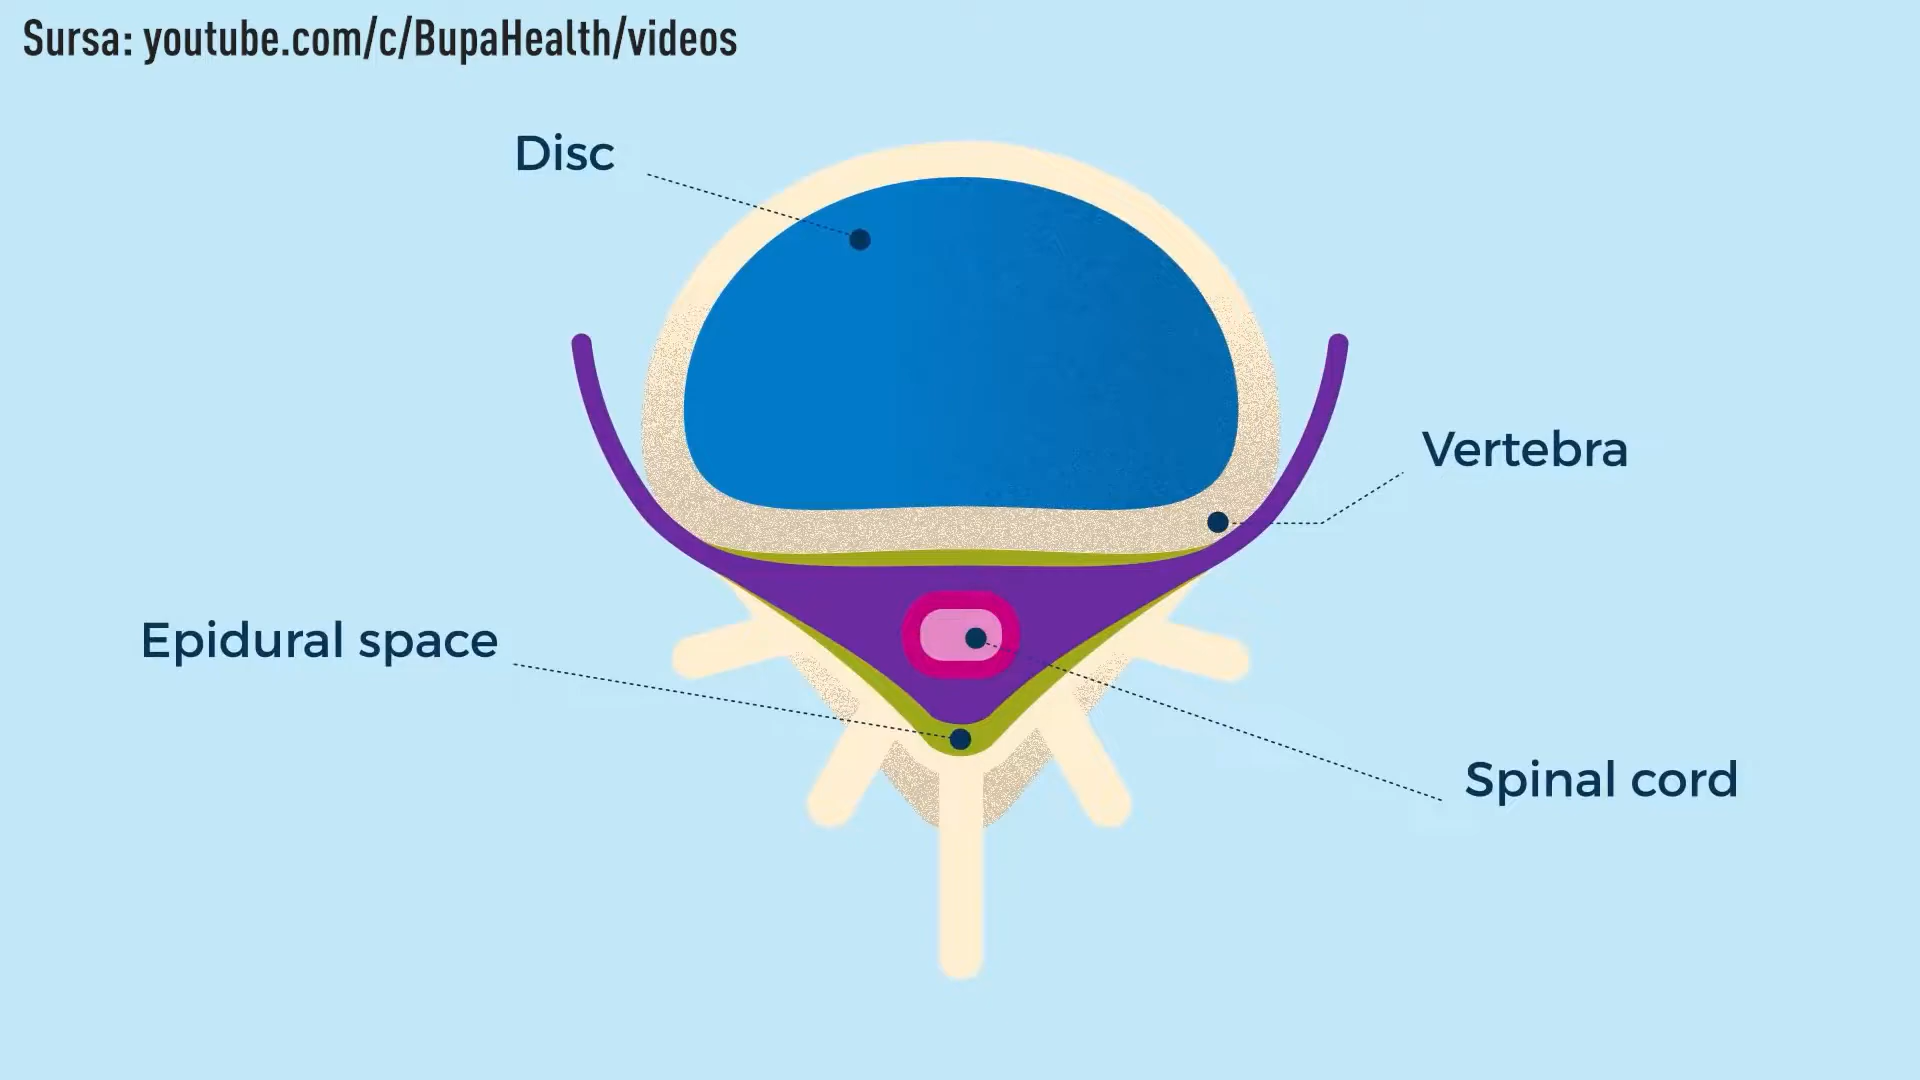 Sursa: youtube.com/c/BupaHealth/videos
Disc
Vertebra
Epidural space
Spinal cord